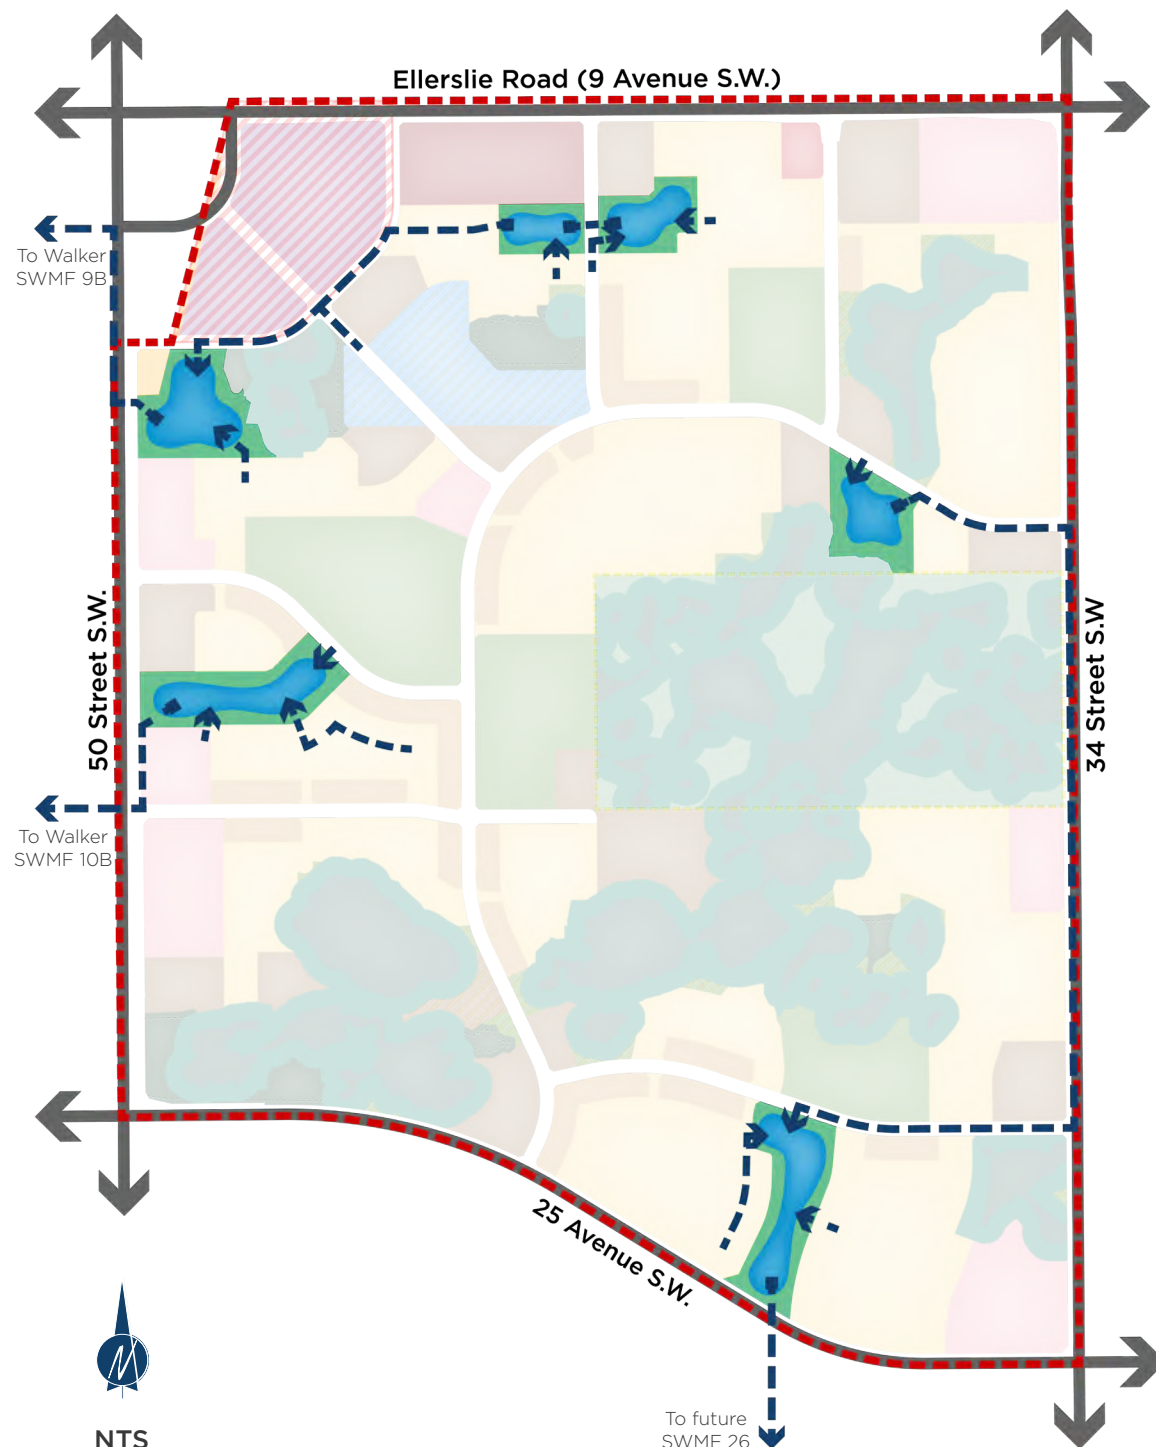 Ellerslie Road (9 Avenue S.W.)
To Walker
SWMF 9B
50 Street S.W.
34 Street S.W
To Walker
SWMF 10B
25 Avenue S.W.
NTS
To future
SWMF 26